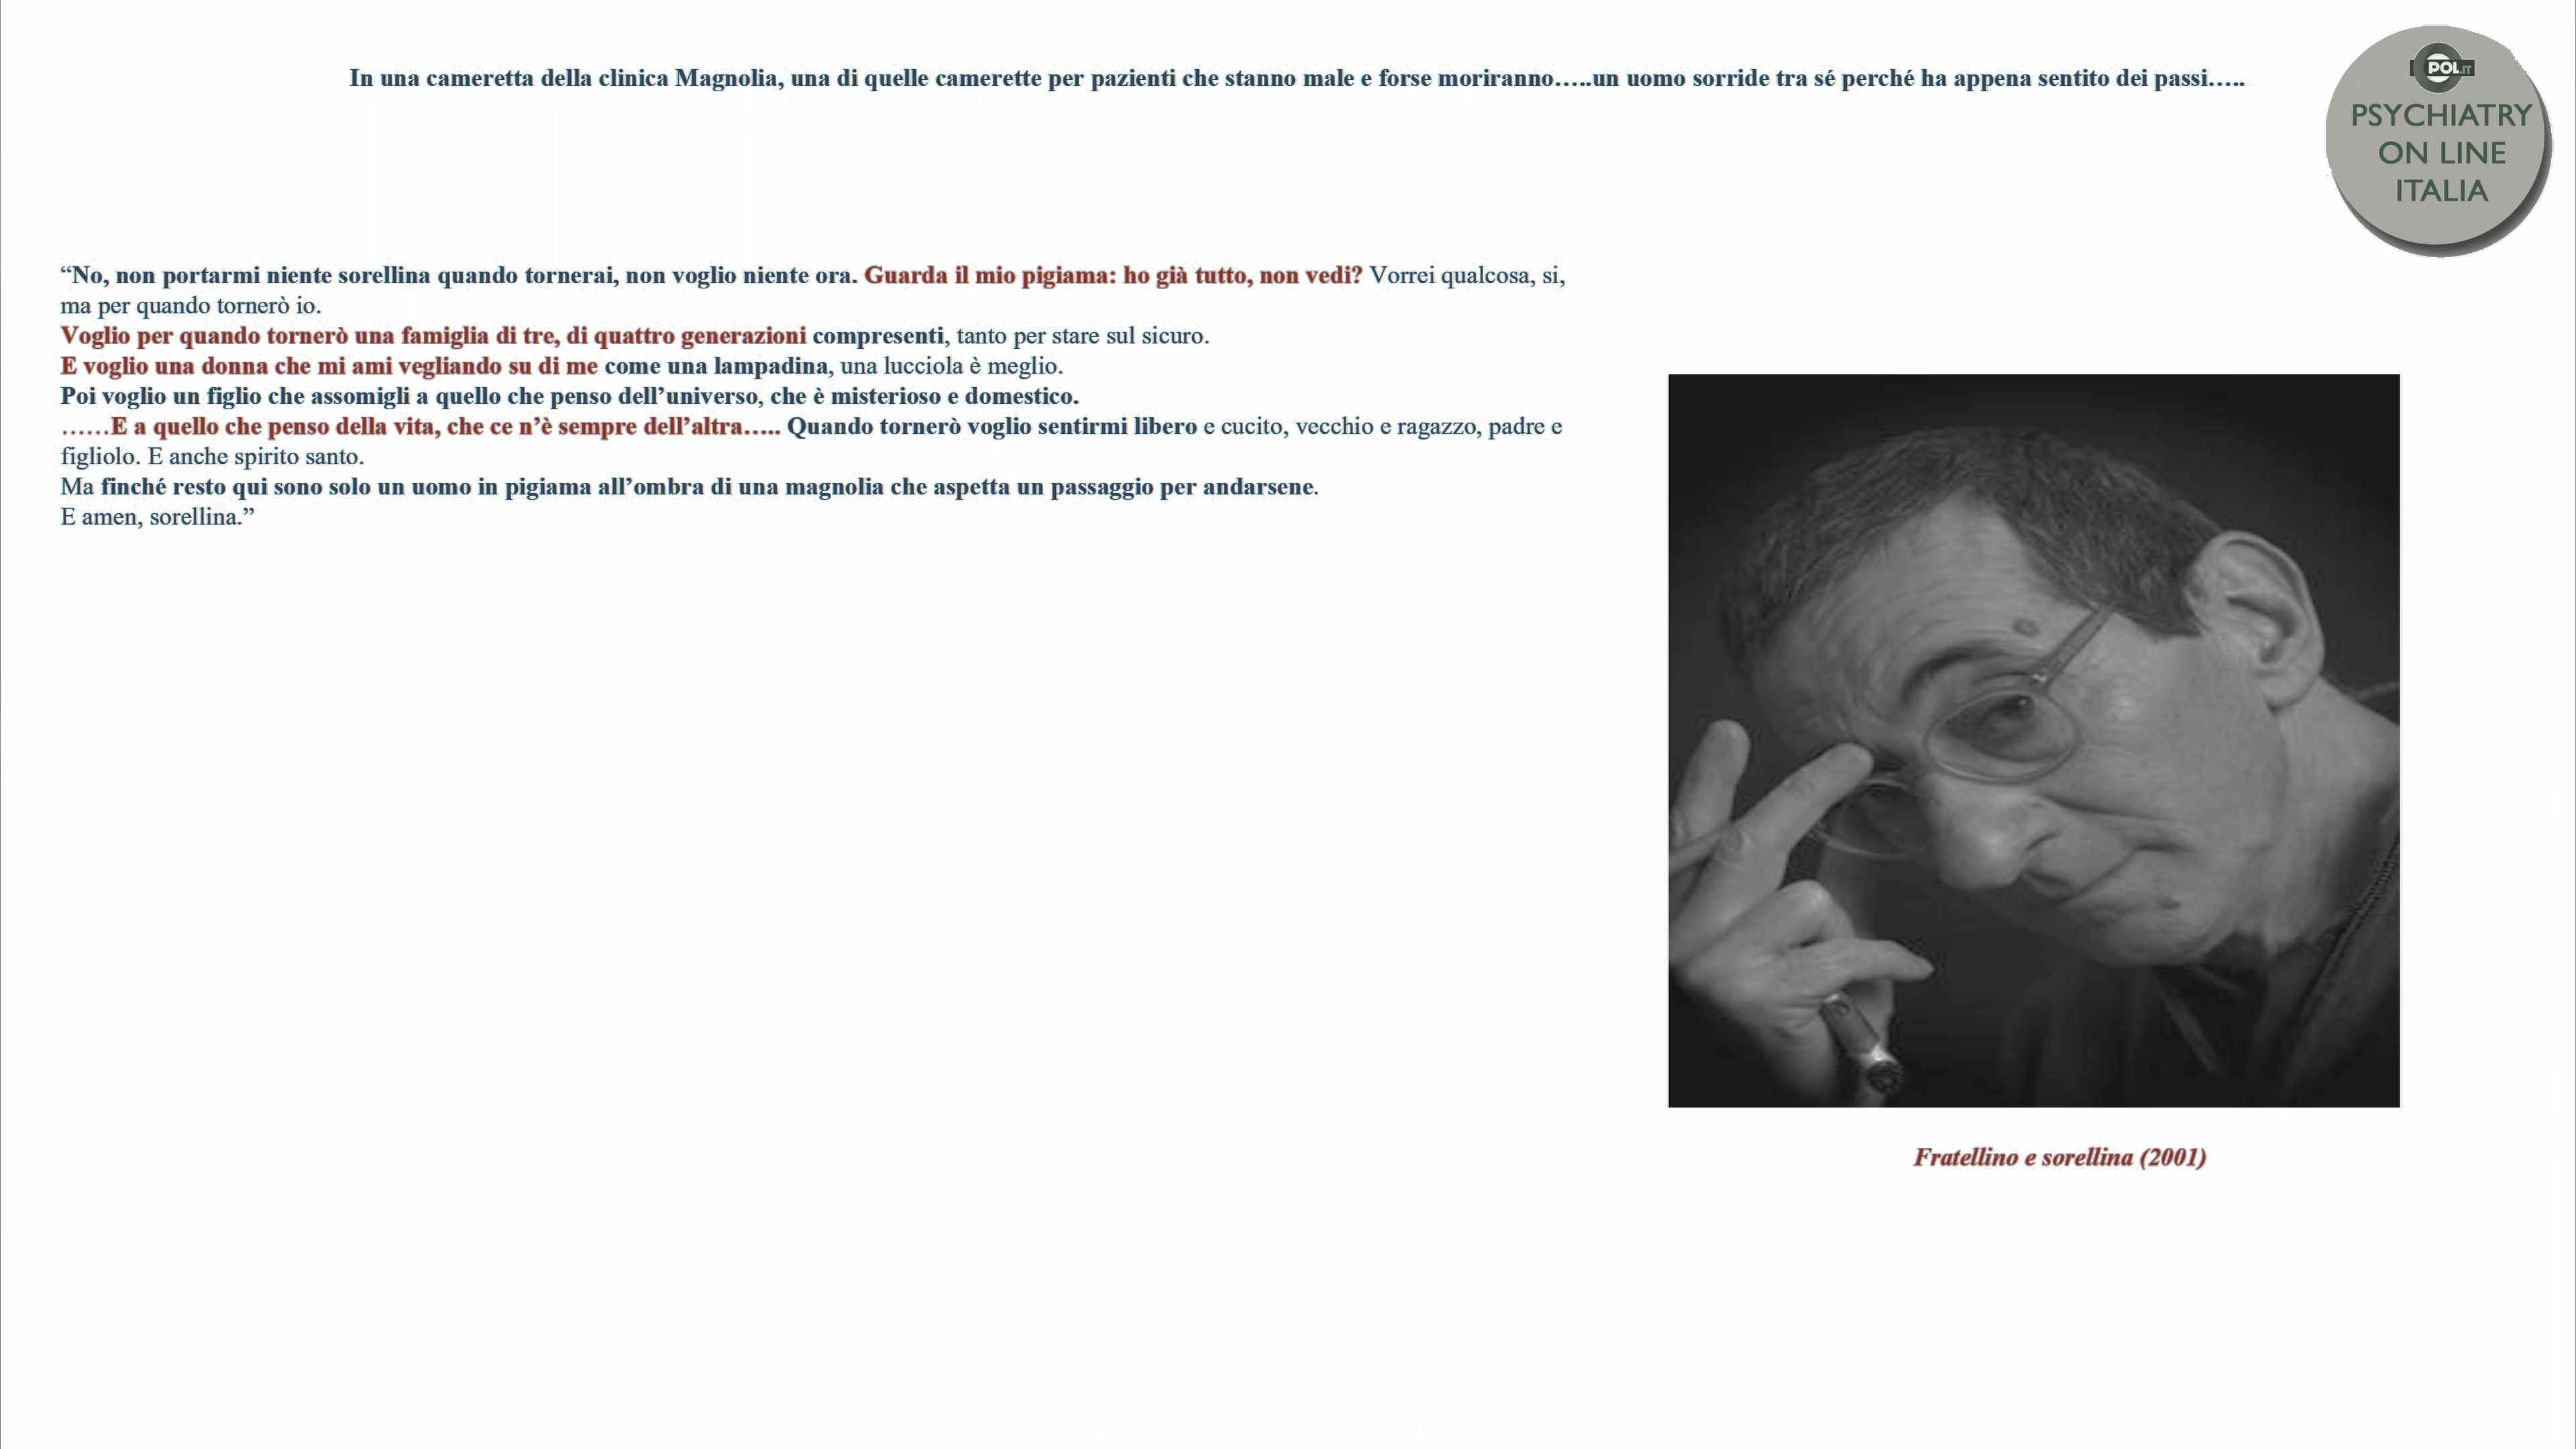 In una cameretta della clinica Magnolia, una di quelle camerette per pazienti che stanno male e forse moriranno…..un uomo sorride tra sé perché ha appena sentito dei passi…..
POL.IT
PSYCHIATRY
ON LINE
ITALIA
“No, non portarmi niente sorellina quando tornerai, non voglio niente ora. Guarda il mio pigiama: ho già tutto, non vedi? Vorrei qualcosa, si,
ma per quando tornerò io.
Voglio per quando tornerò una famiglia di tre, di quattro generazioni compresenti, tanto per stare sul sicuro.
E voglio una donna che mi ami vegliando su di me come una lampadina, una lucciola è meglio.
Poi voglio un figlio che assomigli a quello che penso dell’universo, che è misterioso e domestico.
……E a quello che penso della vita, che ce n’è sempre dell’altra….. Quando tornerò voglio sentirmi libero e cucito, vecchio e ragazzo, padre e
figliolo. E anche spirito santo.
Ma finché resto qui sono solo un uomo in pigiama all’ombra di una magnolia che aspetta un passaggio per andarsene.
E amen, sorellina.”
Fratellino e sorellina (2001)